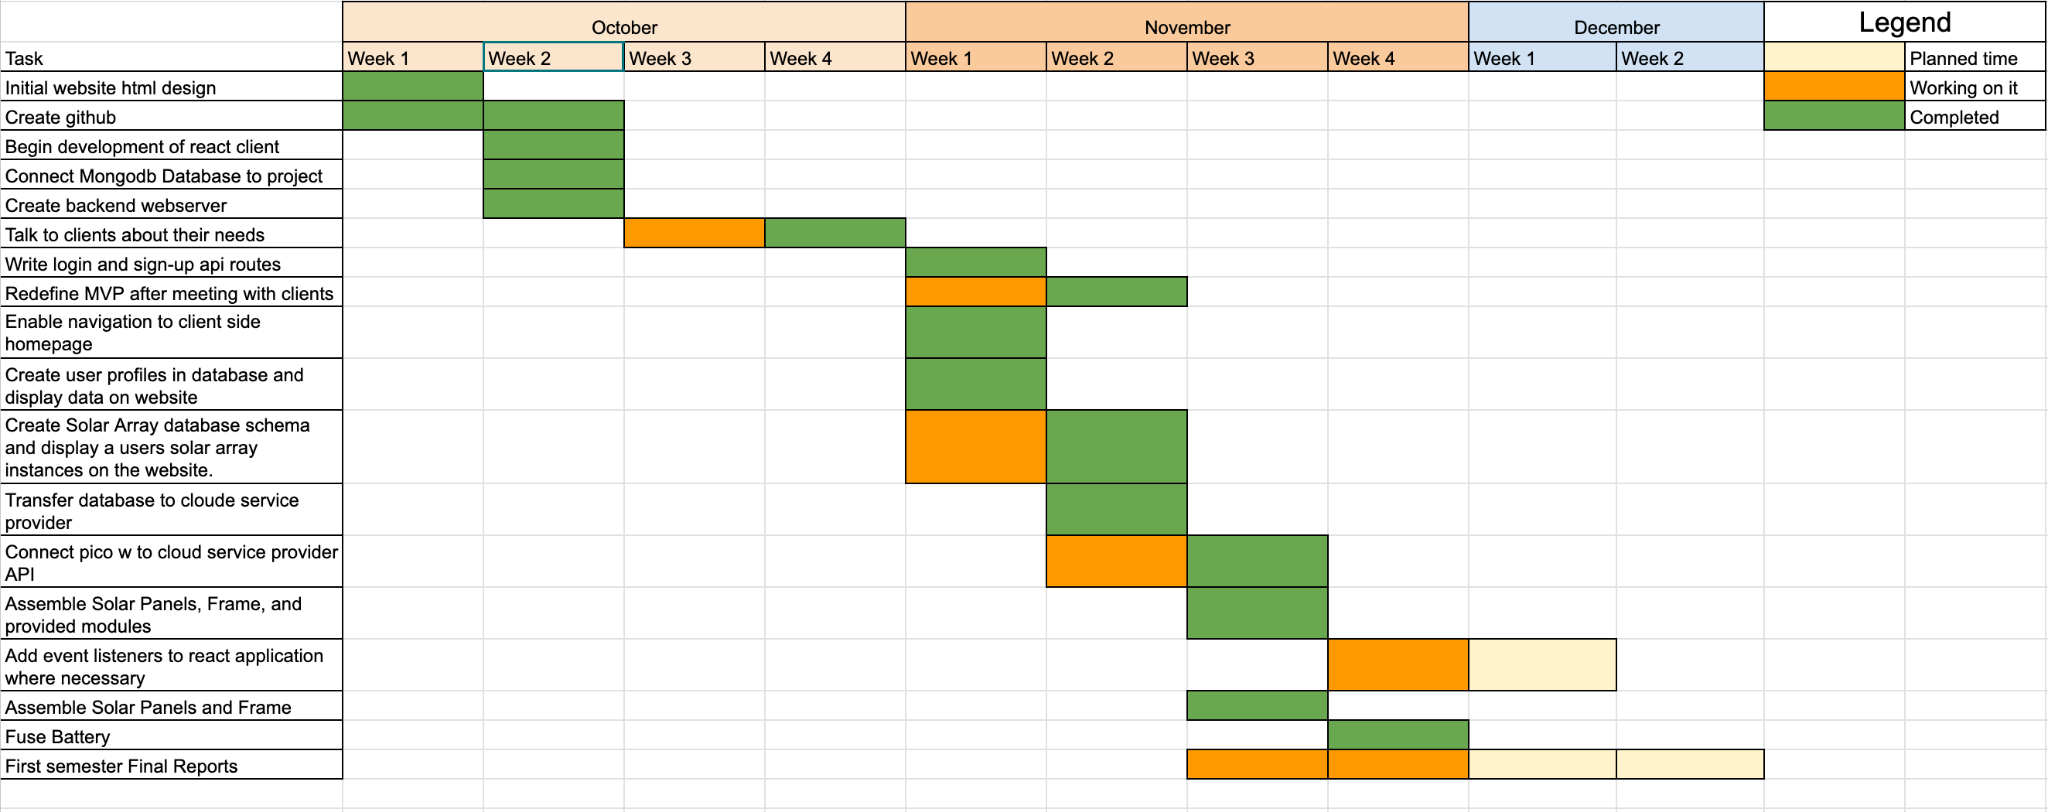 October November December Legend
Task Week 1 Week 2 Week 3 Week 4 Week 1 Week 2 Week 3 Week 4 Week 1 Week 2 Planned time
Initial website html design Working on it
Create github Completed
Begin development of react client
Connect Mongodb Database to project
Create backend webserver
Talk to clients about their needs
Write login and sign-up api routes
Redefine MVP after meeting with clients
Enable navigation to client side
homepage
Create user profiles in database and
display data on website
Create Solar Array database schema
and display a users solar array
instances on the website.
Transfer database to cloude service
provider
Connect pico w to cloud service provider
API
Assemble Solar Panels, Frame, and
provided modules
Add event listeners to react application
where necessary
Assemble Solar Panels and Frame
Fuse Battery
First semester Final Reports